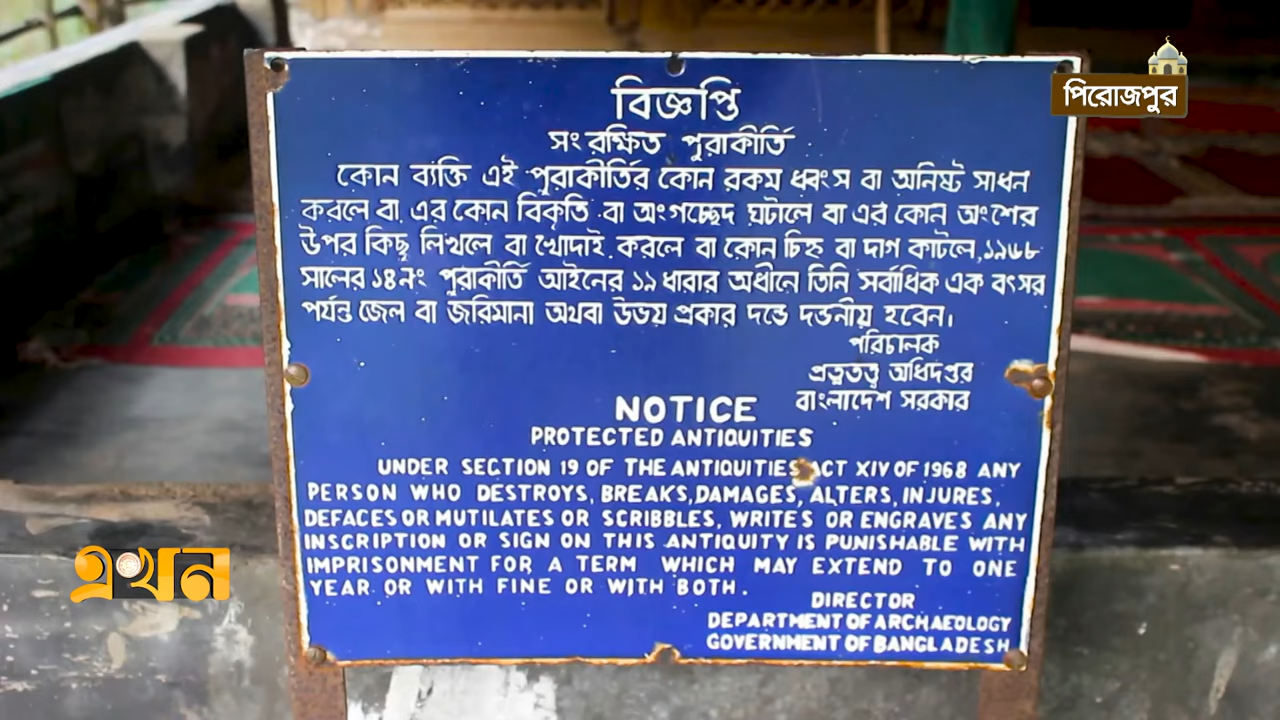 পিরোজপুর
বিজ্ঞপ্তি
সংরক্ষিত পুরাকীর্তি
কোন ব্যক্তি এই পুরাকীর্তির কোন রকম ধ্বংস বা অনিষ্ট সাধন
করলে বা এর কোন বিকৃতি বা অংগচ্ছেদ ঘটালে বা এর কোন অংশের
উপর কিছু লিখলে বা খোদাই করলে বা কোন চিহ্ন বা দাগ কাটলে, ১৯৬৮
সালের ১৪নং পুরাকীর্তি আইনের ১৯ ধারার অধীনে তিনি সর্বাধিক এক বৎসর
পর্যন্ত জেল বা জরিমানা অথবা উভয় প্রকার দন্ডে দন্ডনীয় হবেন।
পরিচালক
প্রত্নতত্ত্ব অধিদপ্তর
বাংলাদেশ সরকার
NOTICE
PROTECTED ANTIQUITIES
UNDER SECTION 19 OF THE ANTIQUITIES ACT XIV OF 1968 ANY
PERSON WHO DESTROYS, BREAKS, DAMAGES, ALTERS, INJURES,
DEFACES OR MUTILATES OR SCRIBBLES, WRITES OR ENGRAVES ANY
INSCRIPTION OR SIGN ON THIS ANTIQUITY IS PUNISHABLE WITH
IMPRISONMENT FOR A TERM WHICH MAY EXTEND TO ONE
YEAR OR WITH FINE OR WITH BOTH.
DIRECTOR
DEPARTMENT OF ARCHAEOLOGY
GOVERNMENT OF BANGLADESH
এখন